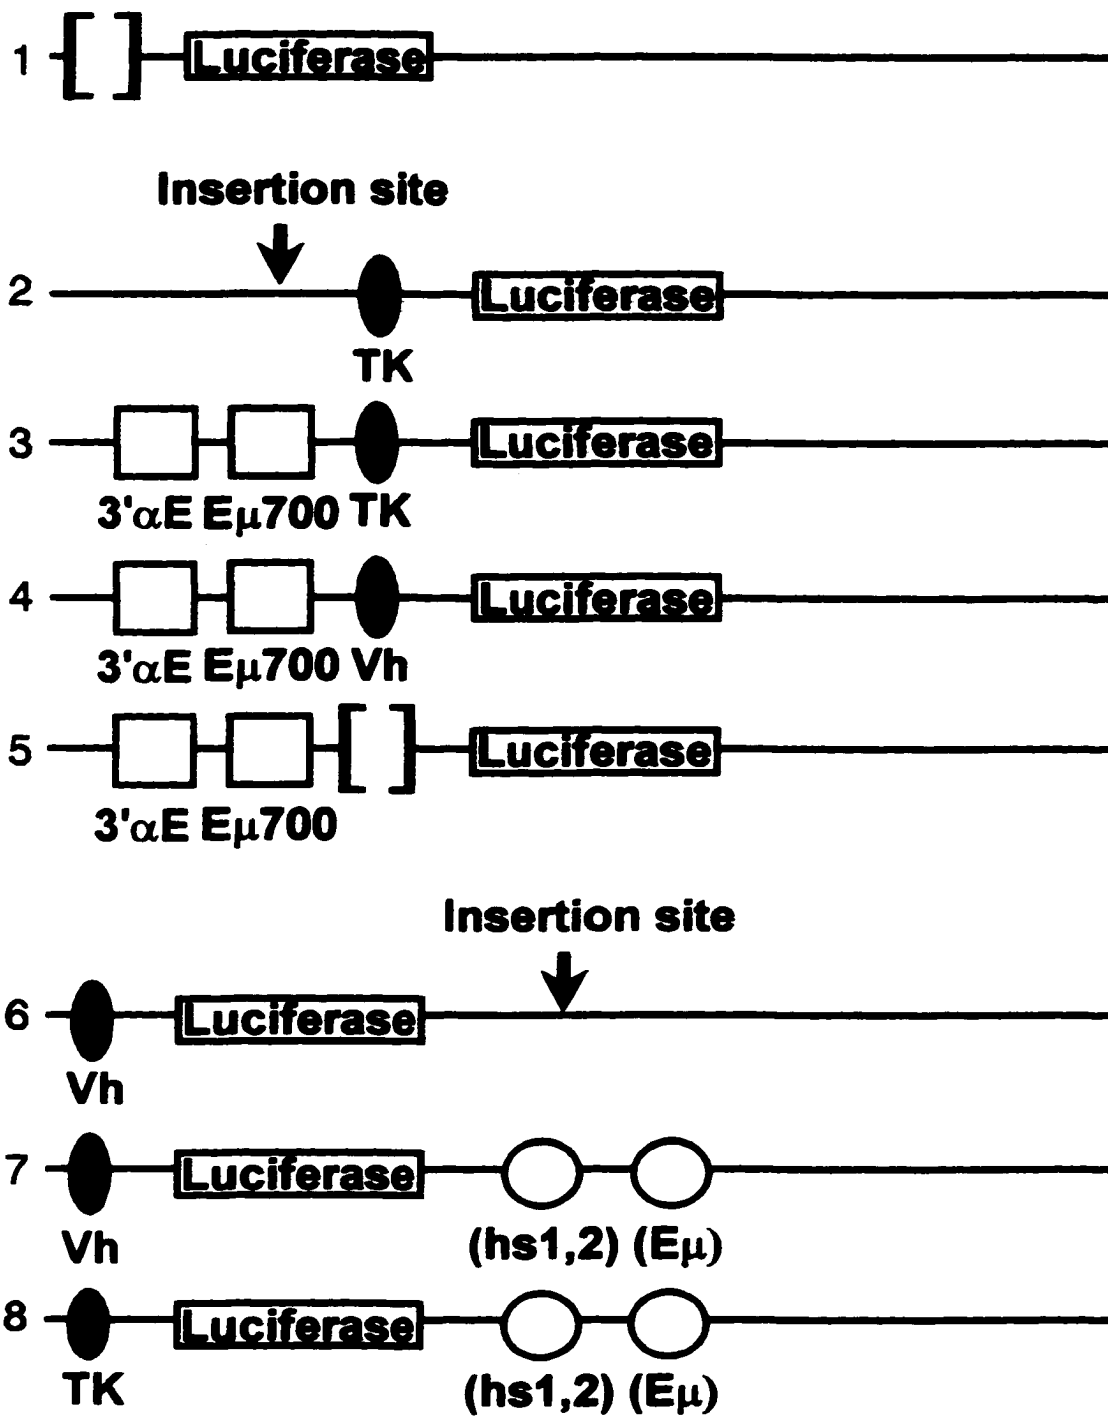 1 Luciferase
Insertion site
2 Luciferase
TK
3 Luciferase
3'αE Eμ700 TK
4 Luciferase
3'αE Eμ700 Vh
5 Luciferase
3'αE Eμ700
Insertion site
6 Luciferase
Vh
7 Luciferase
Vh (hs1,2) (Eμ)
8 Luciferase
TK (hs1,2) (Eμ)